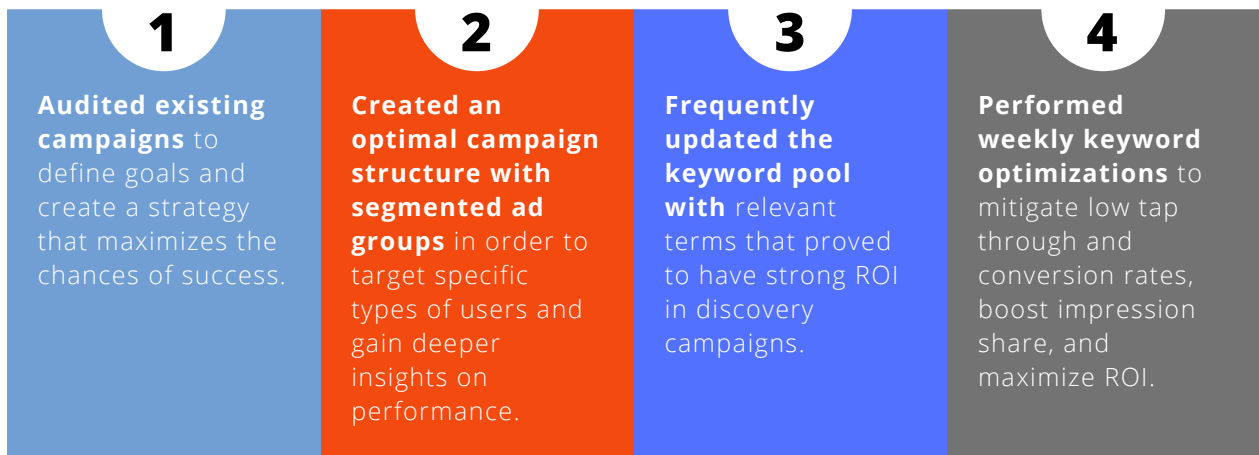 1
Audited existing
campaigns to
define goals and
create a strategy
that maximizes the
chances of success.
2
Created an
optimal campaign
structure with
segmented ad
groups in order to
target specific
types of users and
gain deeper
insights on
performance.
3
Frequently
updated the
keyword pool
with relevant
terms that proved
to have strong ROI
in discovery
campaigns.
4
Performed
weekly keyword
optimizations to
mitigate low tap
through and
conversion rates,
boost impression
share, and
maximize ROI.